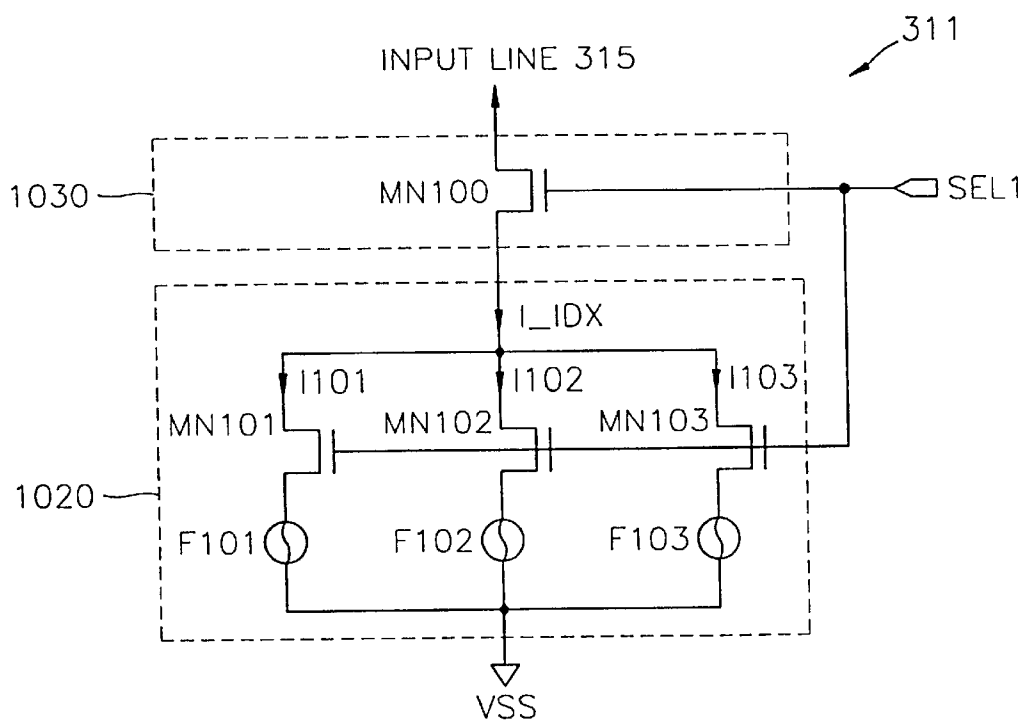 311
INPUT LINE 315
1030
MN100
SEL1
I_IDX
I101
I102
I103
MN101
MN102
MN103
1020
F101
F102
F103
VSS